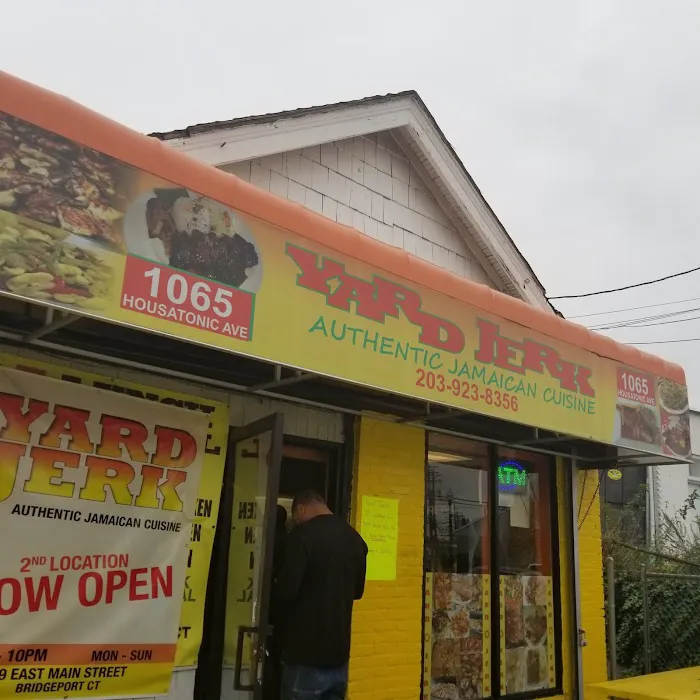 1065
HOUSATONIC AVE
YARD JERK
AUTHENTIC JAMAICAN CUISINE
203-923-8356
1065
HOUSATONIC AVE
YARD
JERK
AUTHENTIC JAMAICAN CUISINE
2ND LOCATION
OW OPEN
10PM MON - SUN
9 EAST MAIN STREET
BRIDGEPORT CT
ATM